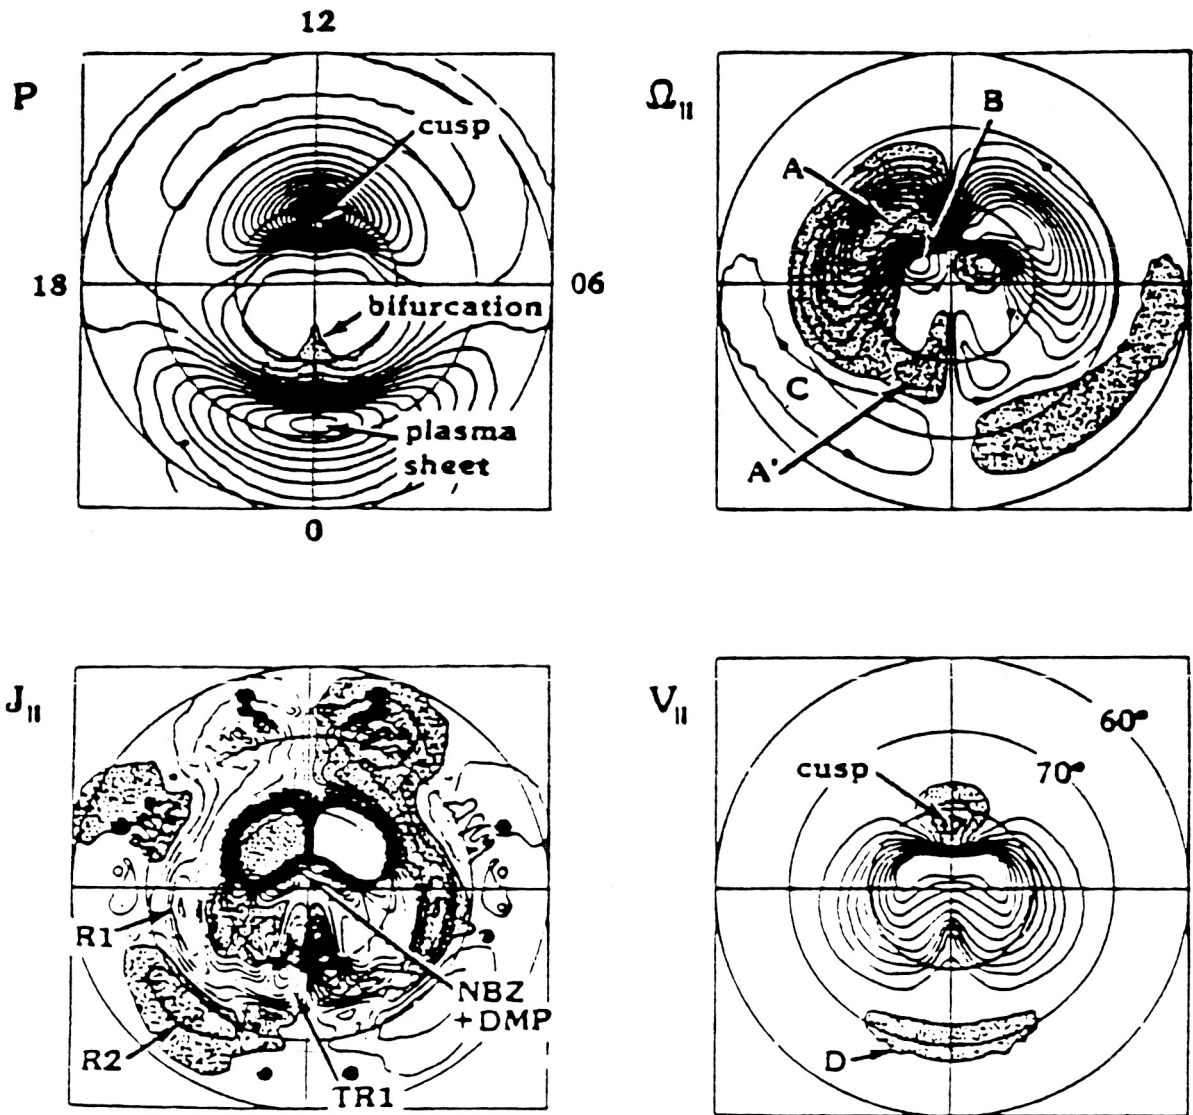 12
P
cusp
18
06
bifurcation
plasma
sheet
0
Ω||
B
A
C
A'
J||
R1
NBZ
+DMP
R2
TR1
V||
60°
cusp
70°
D